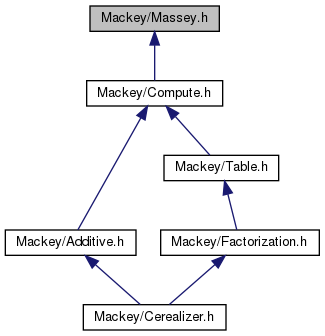 Mackey/Massey.h
Mackey/Compute.h
Mackey/Table.h
Mackey/Additive.h
Mackey/Factorization.h
Mackey/Cerealizer.h